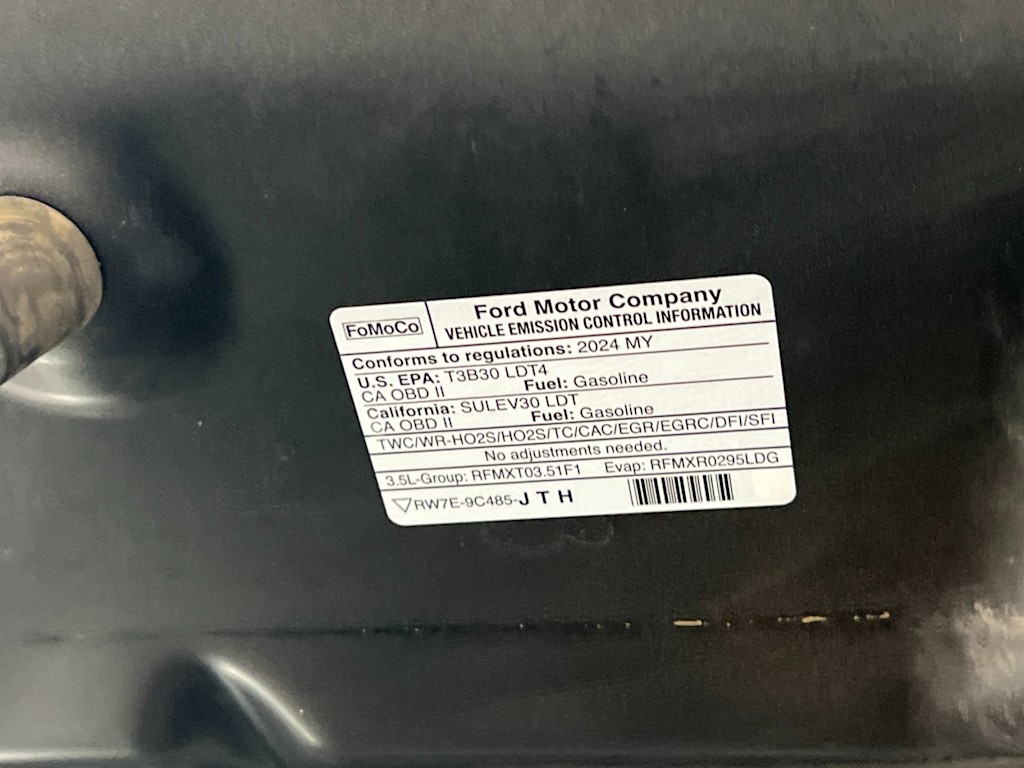 FoMoCo
Ford Motor Company
VEHICLE EMISSION CONTROL INFORMATION
Conforms to regulations: 2024 MY
U.S. EPA: T3B30 LDT4
CA OBD II Fuel: Gasoline
California: SULEV30 LDT
CA OBD II Fuel: Gasoline
TWC/WR-HO2S/HO2S/TC/CAC/EGR/EGRC/DFI/SFI
No adjustments needed.
3.5L-Group: RFMXT03.51F1 Evap: RFMXR0295LDG
RW7E-9C485-J T H